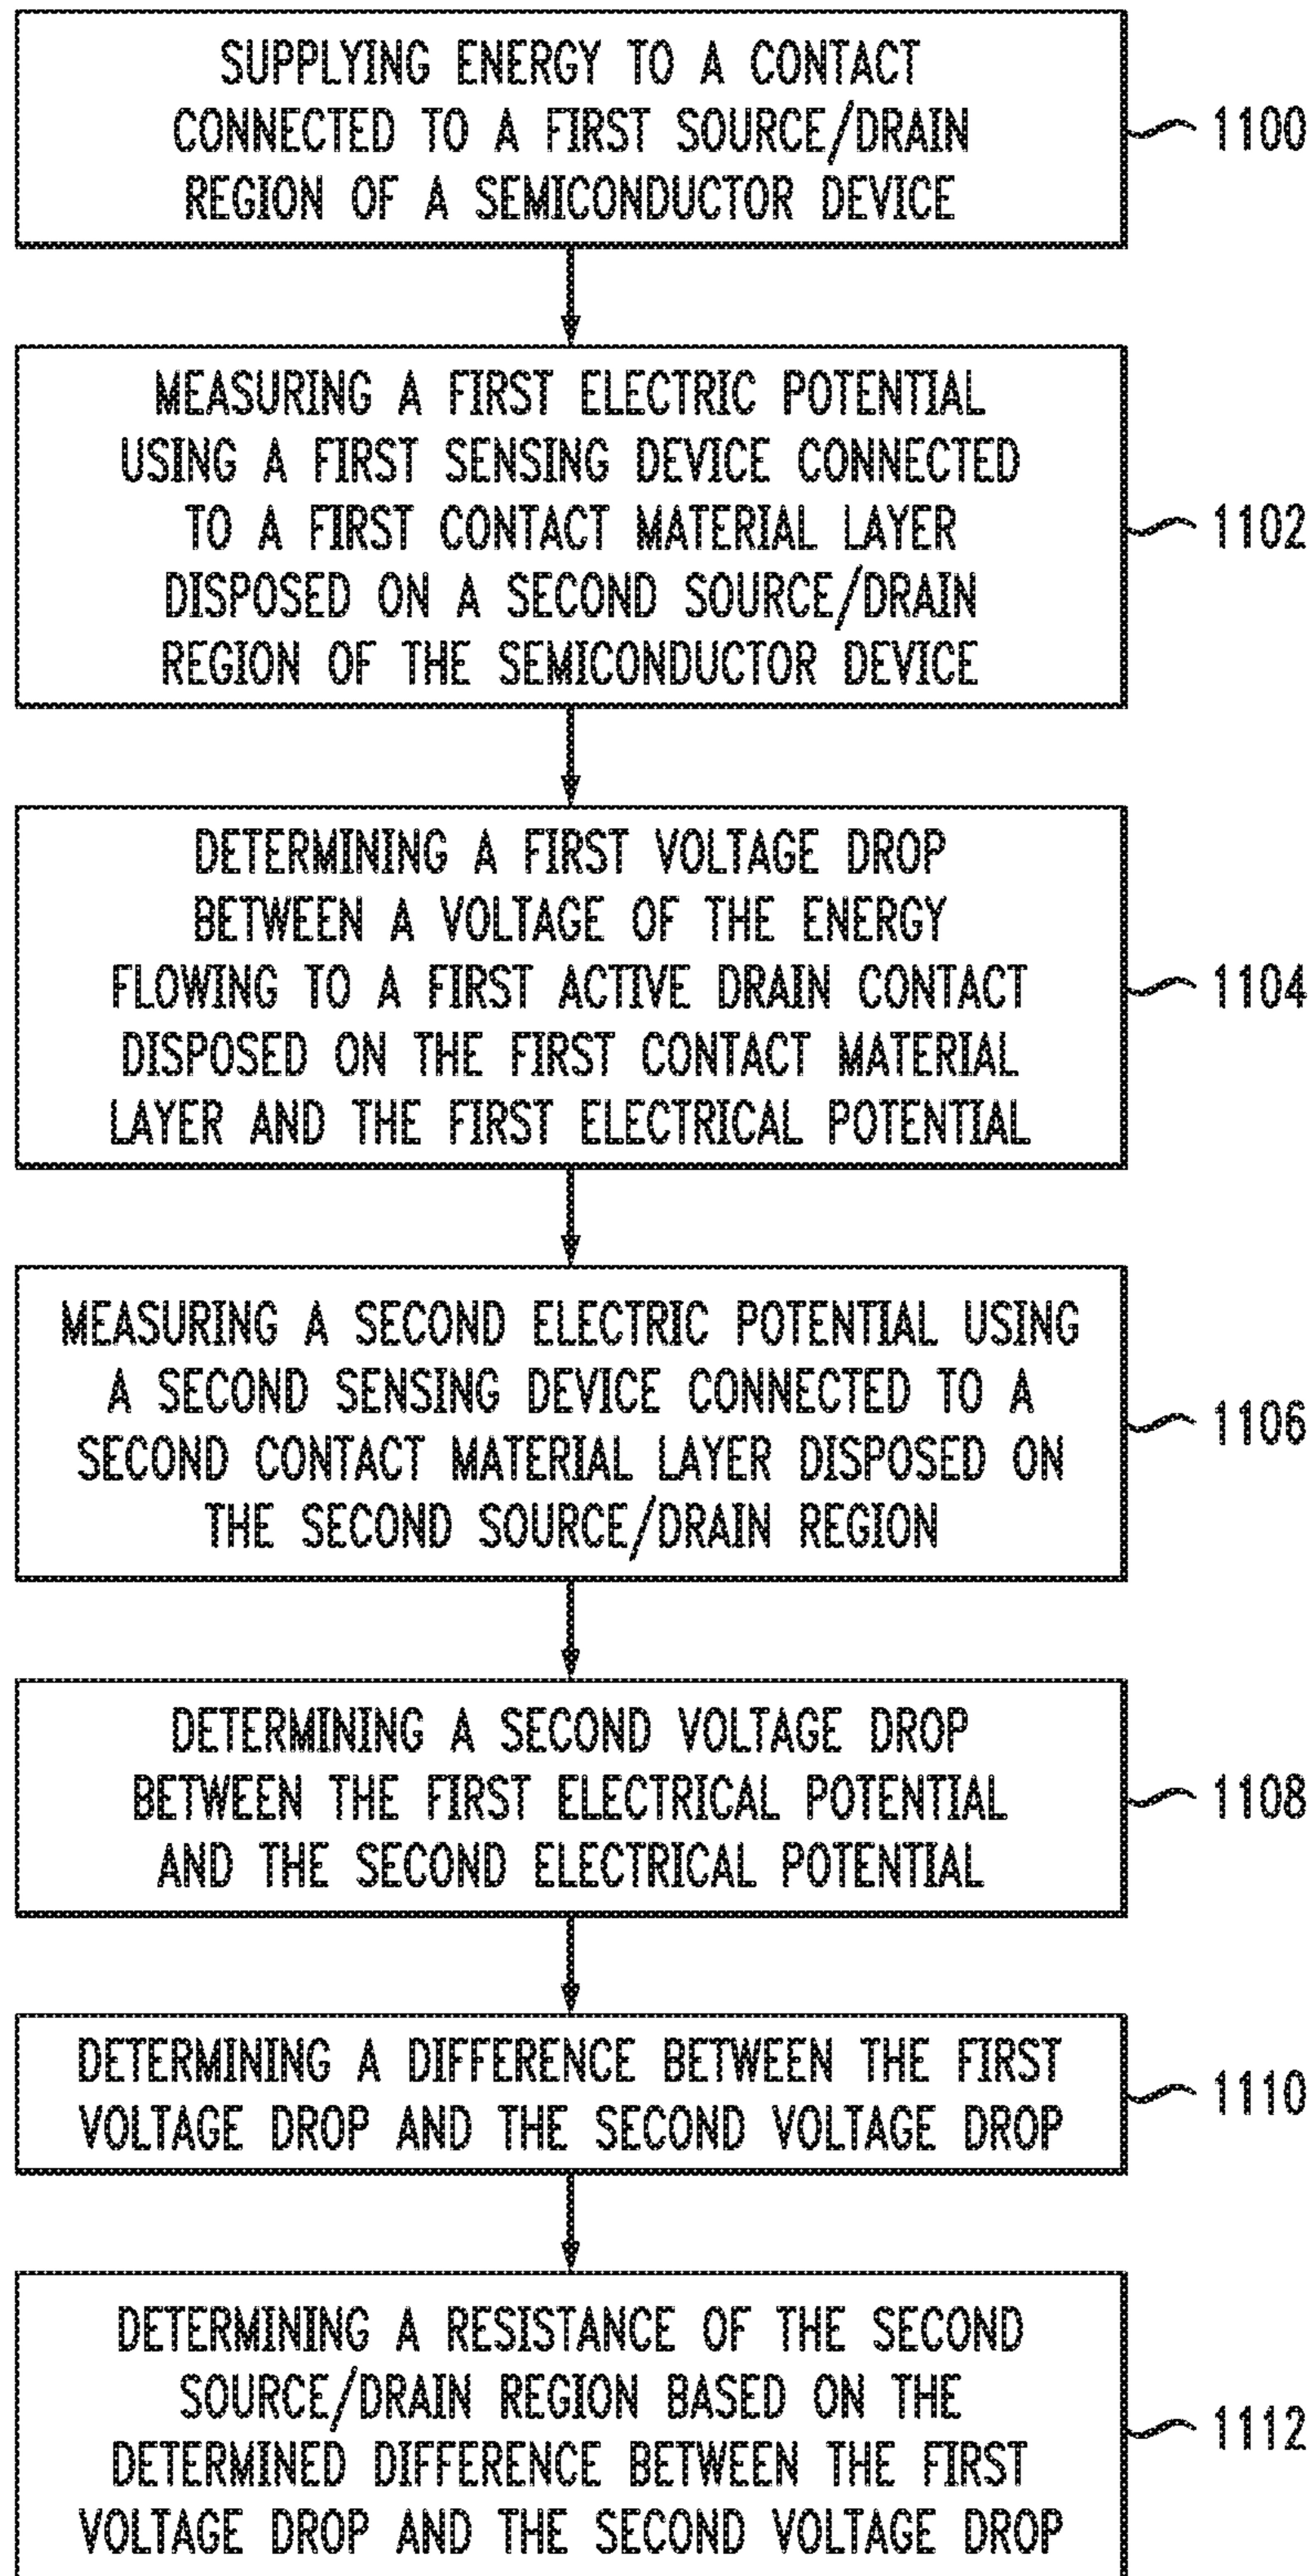 SUPPLYING ENERGY TO A CONTACT
CONNECTED TO A FIRST SOURCE/DRAIN
REGION OF A SEMICONDUCTOR DEVICE
1100
MEASURING A FIRST ELECTRIC POTENTIAL
USING A FIRST SENSING DEVICE CONNECTED
TO A FIRST CONTACT MATERIAL LAYER
DISPOSED ON A SECOND SOURCE/DRAIN
REGION OF THE SEMICONDUCTOR DEVICE
1102
DETERMINING A FIRST VOLTAGE DROP
BETWEEN A VOLTAGE OF THE ENERGY
FLOWING TO A FIRST ACTIVE DRAIN CONTACT
DISPOSED ON THE FIRST CONTACT MATERIAL
LAYER AND THE FIRST ELECTRICAL POTENTIAL
1104
MEASURING A SECOND ELECTRIC POTENTIAL USING
A SECOND SENSING DEVICE CONNECTED TO A
SECOND CONTACT MATERIAL LAYER DISPOSED ON
THE SECOND SOURCE/DRAIN REGION
1106
DETERMINING A SECOND VOLTAGE DROP
BETWEEN THE FIRST ELECTRICAL POTENTIAL
AND THE SECOND ELECTRICAL POTENTIAL
1108
DETERMINING A DIFFERENCE BETWEEN THE FIRST
VOLTAGE DROP AND THE SECOND VOLTAGE DROP
1110
DETERMINING A RESISTANCE OF THE SECOND
SOURCE/DRAIN REGION BASED ON THE
DETERMINED DIFFERENCE BETWEEN THE FIRST
VOLTAGE DROP AND THE SECOND VOLTAGE DROP
1112